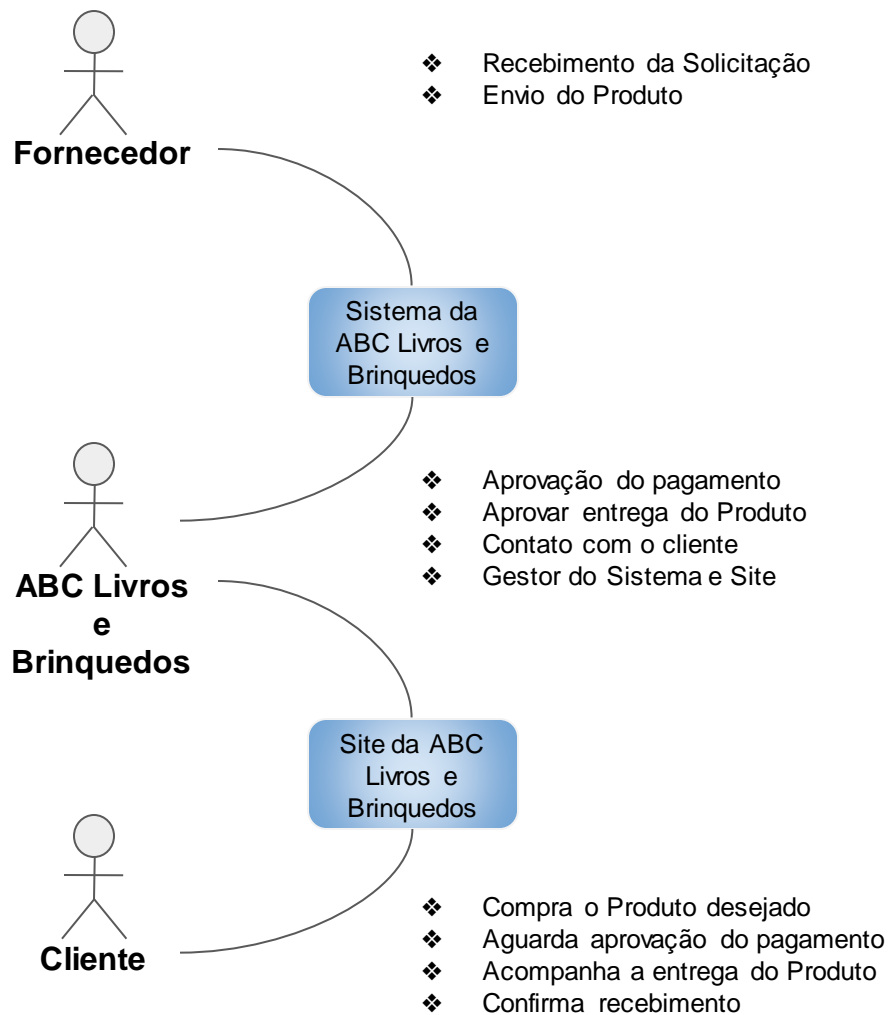 ❖ Recebimento da Solicitação
❖ Envio do Produto
Fornecedor
Sistema da
ABC Livros e
Brinquedos
❖ Aprovação do pagamento
❖ Aprovar entrega do Produto
❖ Contato com o cliente
❖ Gestor do Sistema e Site
ABC Livros
e
Brinquedos
Site da ABC
Livros e
Brinquedos
❖ Compra o Produto desejado
❖ Aguarda aprovação do pagamento
❖ Acompanha a entrega do Produto
❖ Confirma recebimento
Cliente